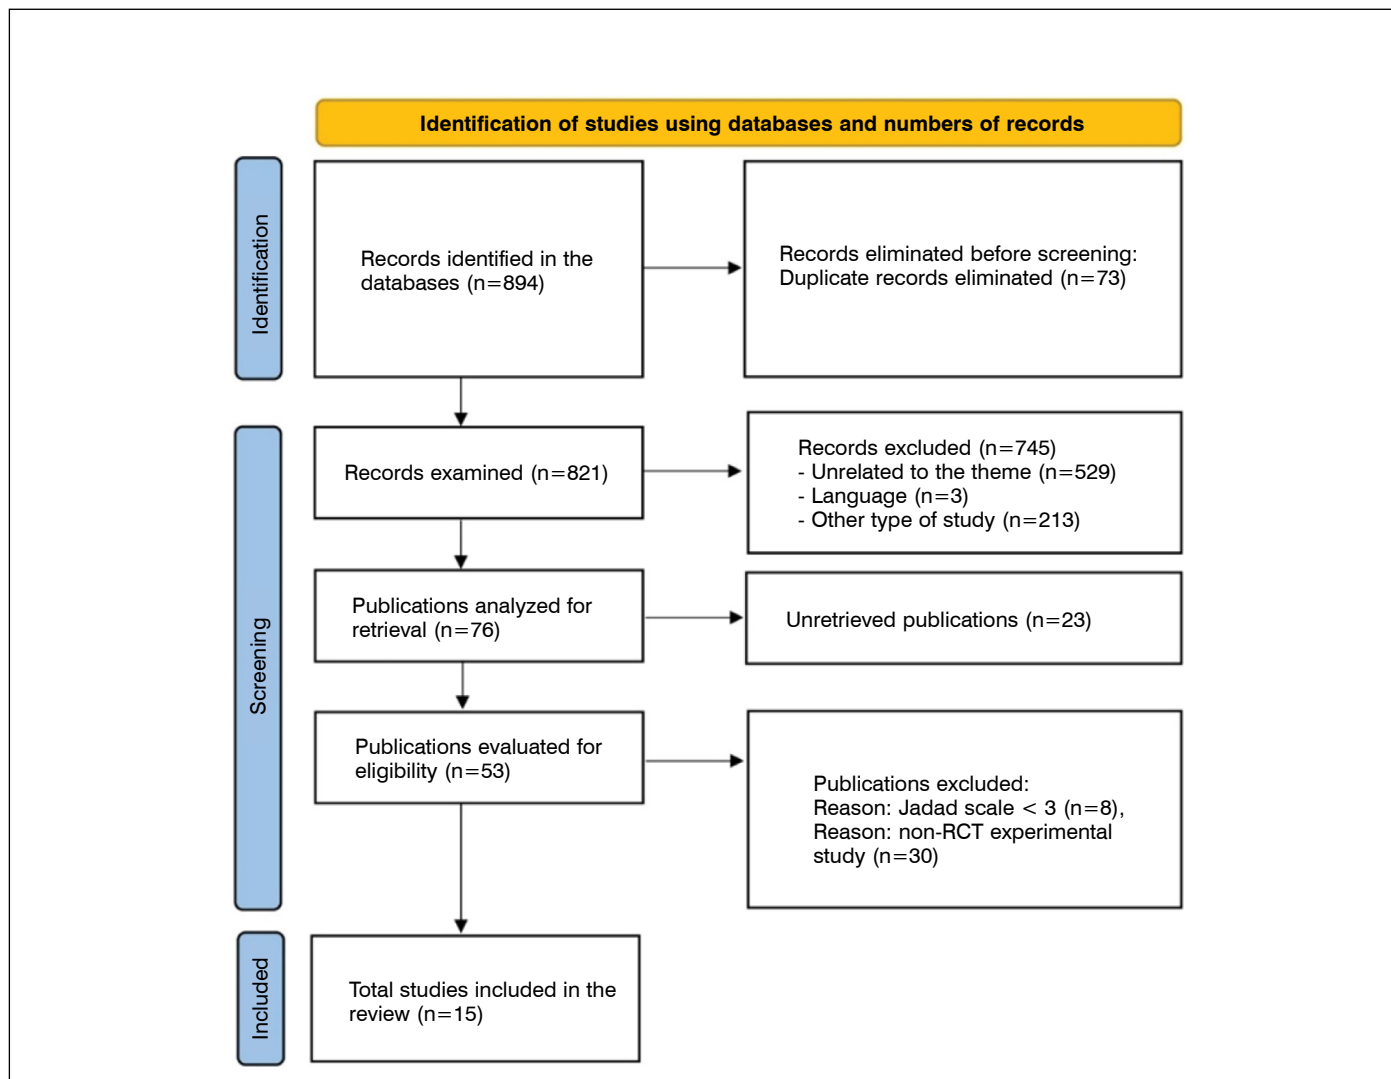 Identification of studies using databases and numbers of records
Identification
Records identified in the
databases (n=894)
Records eliminated before screening:
Duplicate records eliminated (n=73)
Screening
Records examined (n=821)
Records excluded (n=745)
- Unrelated to the theme (n=529)
- Language (n=3)
- Other type of study (n=213)
Publications analyzed for
retrieval (n=76)
Unretrieved publications (n=23)
Publications evaluated for
eligibility (n=53)
Publications excluded:
Reason: Jadad scale < 3 (n=8),
Reason: non-RCT experimental
study (n=30)
Included
Total studies included in the
review (n=15)